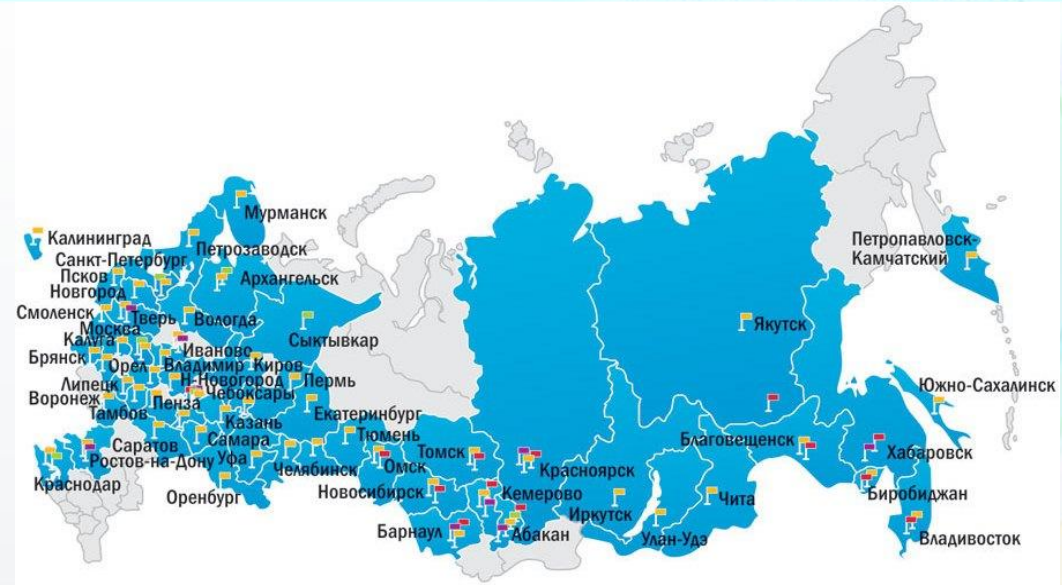 Мурманск
Калининград
Петрозаводск
Санкт-Петербург
Псков
Архангельск
Новгород
Петропавловск-
Камчатский
Смоленск
Тверь
Вологда
Якутск
Москва
Сыктывкар
Калуга
Иваново
Брянск
Орел
Владимир
Киров
Н-Новогород
Пермь
Липецк
Чебоксары
Южно-Сахалинск
Воронеж
Пенза
Тамбов
Казань
Екатеринбург
Тюмень
Саратов
Самара
Томск
Благовещенск
Хабаровск
Ростов-на-Дону
Уфа
Челябинск
Омск
Красноярск
Краснодар
Оренбург
Новосибирск
Кемерово
Иркутск
Чита
Биробиджан
Барнаул
Абакан
Улан-Удэ
Владивосток